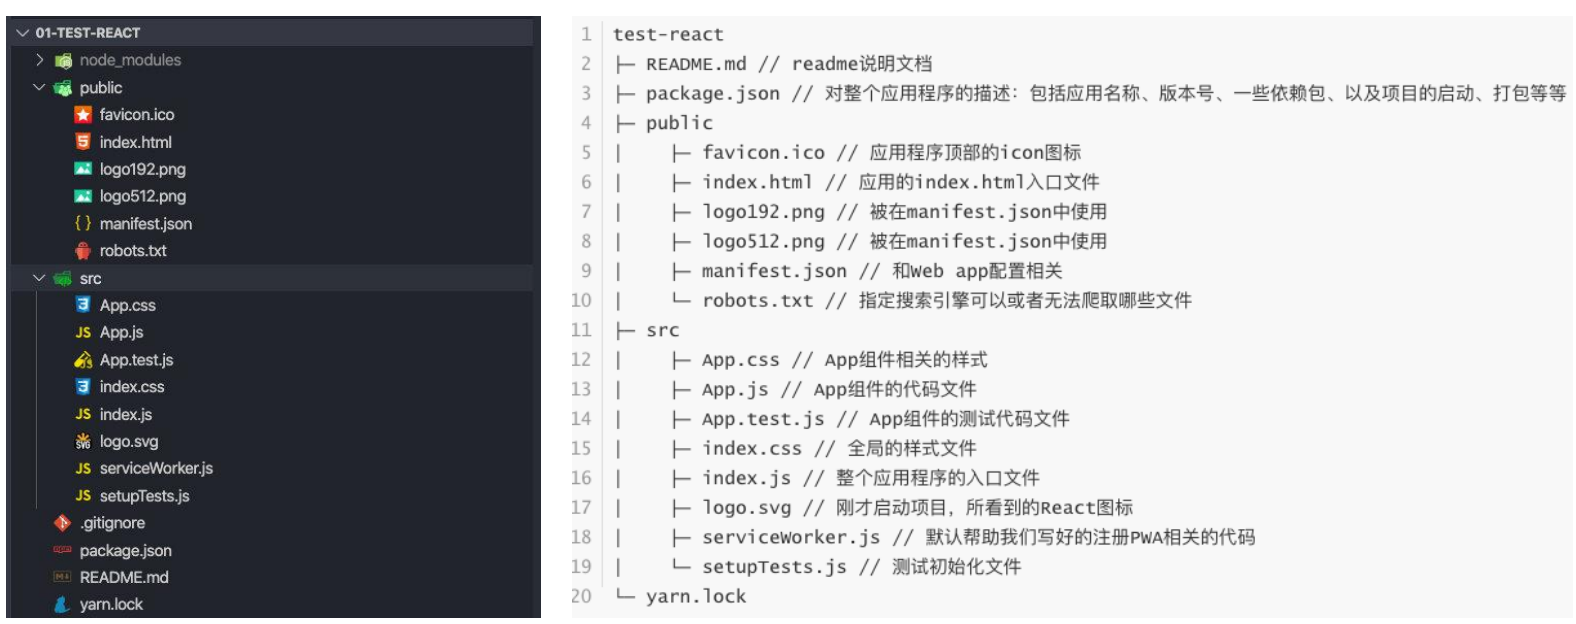 01-TEST-REACT
node_modules
public
favicon.ico
index.html
logo192.png
logo512.png
{ } manifest.json
robots.txt
src
App.css
JS App.js
App.test.js
index.css
JS index.js
SVG logo.svg
JS serviceWorker.js
JS setupTests.js
.gitignore
package.json
README.md
yarn.lock
1 test-react
2 ├─ README.md // readme说明文档
3 ├─ package.json // 对整个应用程序的描述：包括应用名称、版本号、一些依赖包、以及项目的启动、打包等等
4 ├─ public
5 |    ├─ favicon.ico // 应用程序顶部的icon图标
6 |    ├─ index.html // 应用的index.html入口文件
7 |    ├─ logo192.png // 被在manifest.json中使用
8 |    ├─ logo512.png // 被在manifest.json中使用
9 |    ├─ manifest.json // 和Web app配置相关
10 |    └─ robots.txt // 指定搜索引擎可以或者无法爬取哪些文件
11 ├─ src
12 |    ├─ App.css // App组件相关的样式
13 |    ├─ App.js // App组件的代码文件
14 |    ├─ App.test.js // App组件的测试代码文件
15 |    ├─ index.css // 全局的样式文件
16 |    ├─ index.js // 整个应用程序的入口文件
17 |    ├─ logo.svg // 刚才启动项目，所看到的React图标
18 |    ├─ serviceWorker.js // 默认帮助我们写好的注册PWA相关的代码
19 |    └─ setupTests.js // 测试初始化文件
20 └─ yarn.lock